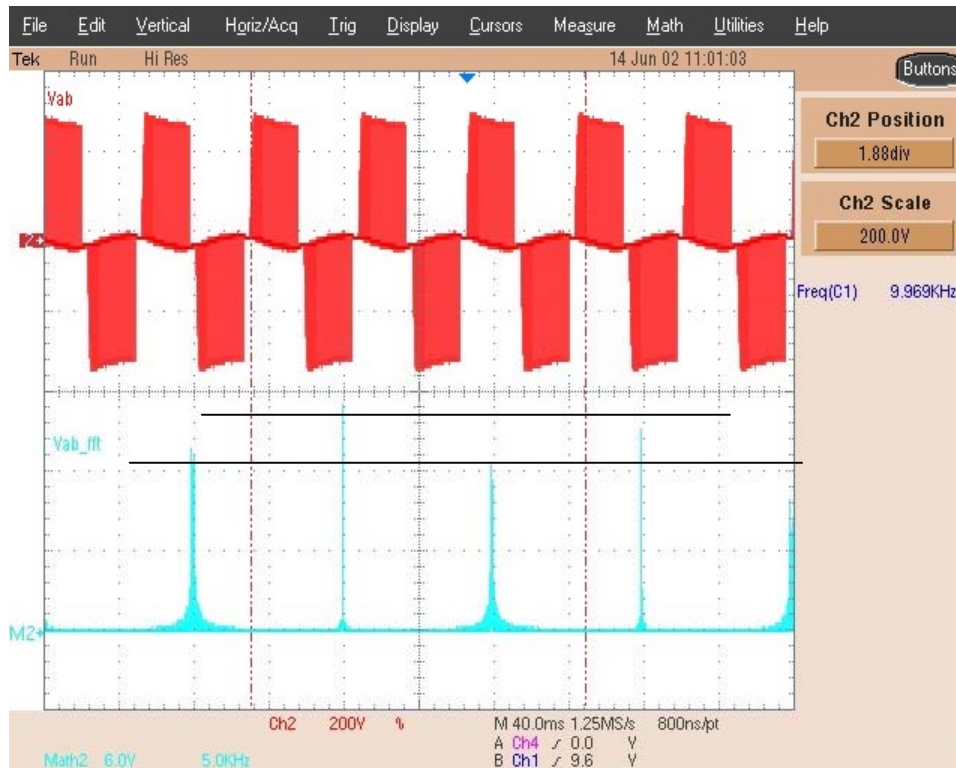 File Edit Vertical Horiz/Acq Trig Display Cursors Measure Math Utilities Help
Tek Run Hi Res 14 Jun 02 11:01:03
Buttons
Vab
Ch2 Position
1.88div
Ch2 Scale
200.0V
Freq(C1) 9.969KHz
Vab_fft
M2
Ch2 200V
M 40.0ms 1.25MS/s 800ns/pt
A Ch4 0.0 V
B Ch1 9.6 V
Math2 6.0V 5.0KHz